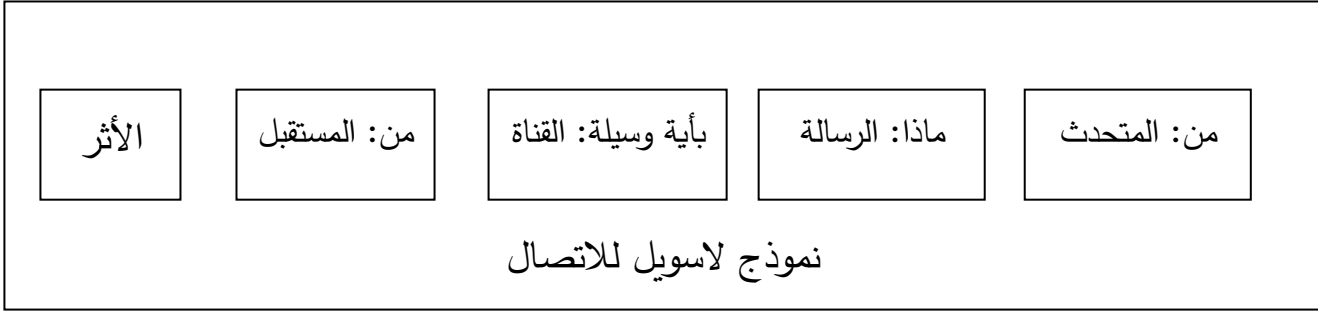 من: المتحدث
ماذا: الرسالة
بأية وسيلة: القناة
من: المستقبل
الأثر
نموذج لاسويل للاتصال